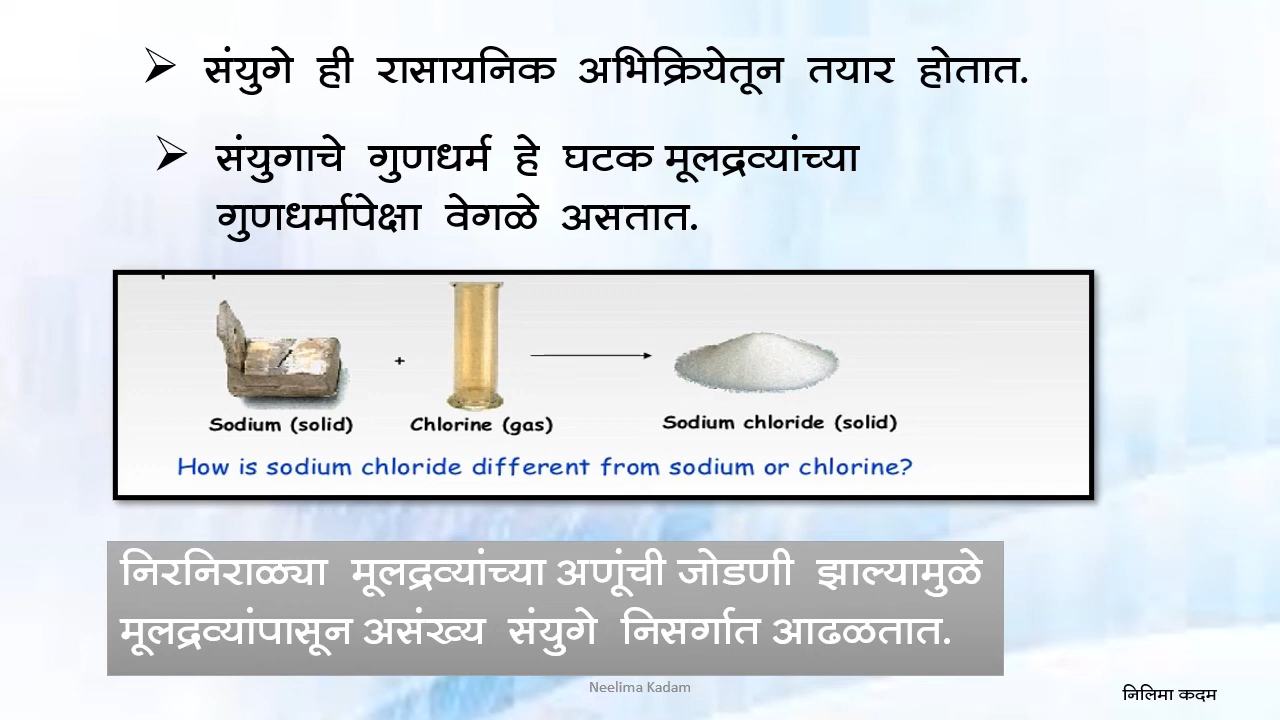 संयुगे ही रासायनिक अभिक्रियेतून तयार होतात.
संयुगाचे गुणधर्म हे घटक मूलद्रव्यांच्या
गुणधर्मापेक्षा वेगळे असतात.
+
Sodium (solid) Chlorine (gas) Sodium chloride (solid)
How is sodium chloride different from sodium or chlorine?
निरनिराळ्या मूलद्रव्यांच्या अणूंची जोडणी झाल्यामुळे
मूलद्रव्यांपासून असंख्य संयुगे निसर्गात आढळतात.
Neelima Kadam
निलिमा कदम